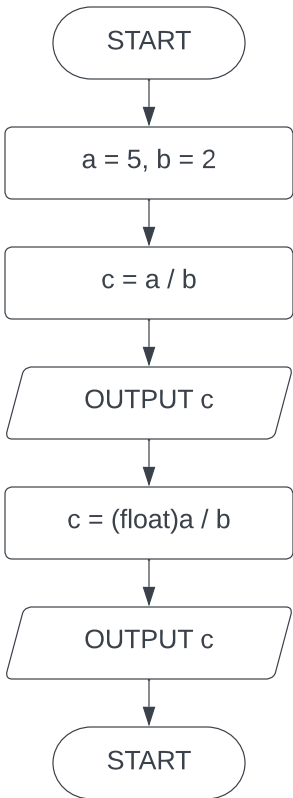 START
a = 5, b = 2
c = a / b
OUTPUT c
c = (float)a / b
OUTPUT c
START